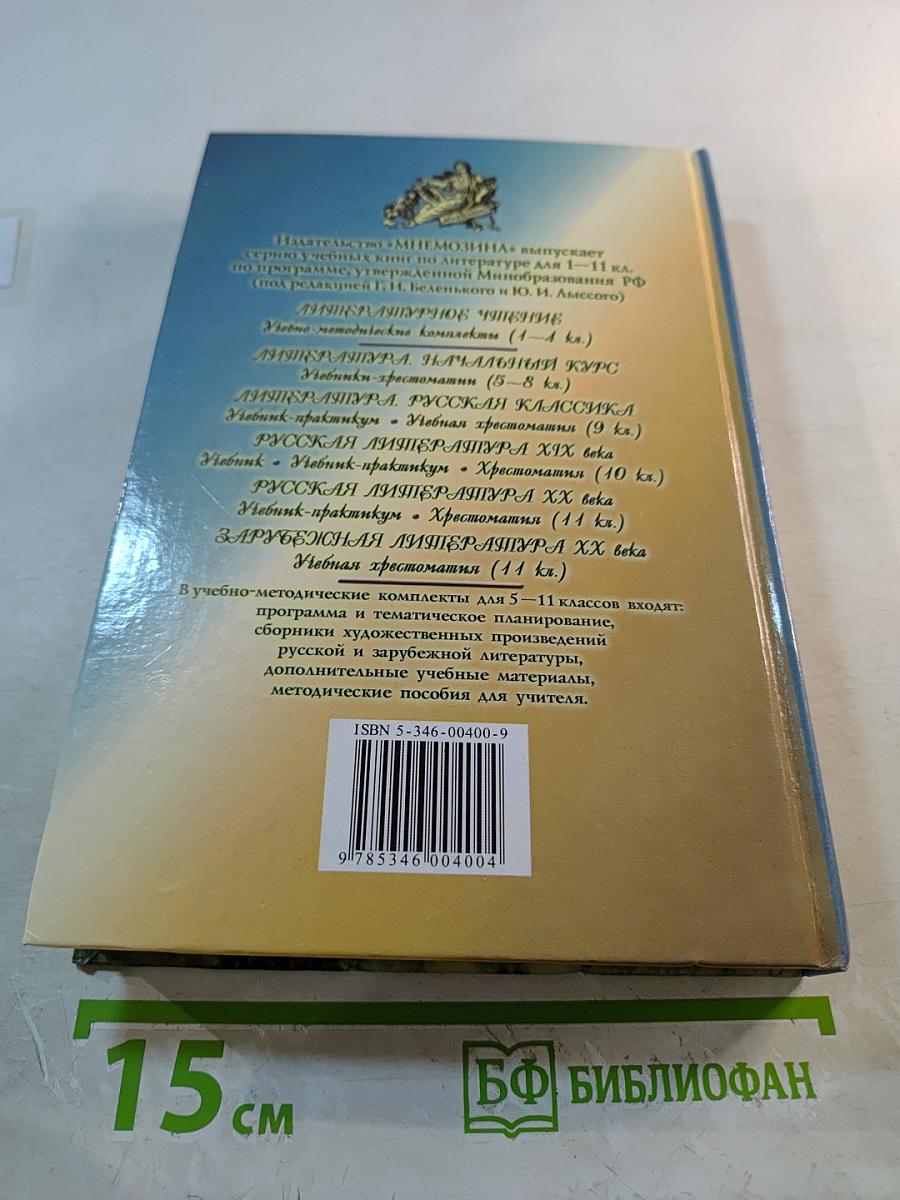 Издательство «МНЕМОЗИНА» выпускает
серию учебных книг по литературе для 1—11 кл.
по программе, утвержденной Минобразования РФ
(под редакцией Г. И. Беленького и Ю. И. Лыссого)
ЛИТЕРАТУРНОЕ ЧТЕНИЕ
Учебно-методические комплекты (1—4 кл.)
ЛИТЕРАТУРА. НАЧАЛЬНЫЙ КУРС
Учебники-хрестоматии (5—8 кл.)
ЛИТЕРАТУРА. РУССКАЯ КЛАССИКА
Учебник-практикум • Учебная хрестоматия (9 кл.)
РУССКАЯ ЛИТЕРАТУРА XIX века
Учебник • Учебник-практикум • Хрестоматия (10 кл.)
РУССКАЯ ЛИТЕРАТУРА XX века
Учебник-практикум • Хрестоматия (11 кл.)
ЗАРУБЕЖНАЯ ЛИТЕРАТУРА XX века
Учебная хрестоматия (11 кл.)
В учебно-методические комплекты для 5—11 классов входят:
программа и тематическое планирование,
сборники художественных произведений
русской и зарубежной литературы,
дополнительные учебные материалы,
методические пособия для учителя.
ISBN 5-346-00400-9
9 785346 004004
15 см
БФ БИБЛИОФАН